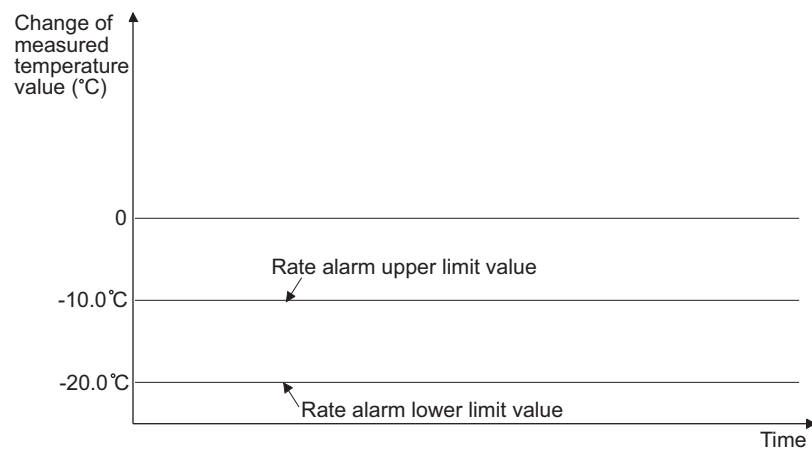 Change of
measured
temperature
value (°C)
0
Rate alarm upper limit value
-10.0°C
-20.0°C
Rate alarm lower limit value
Time